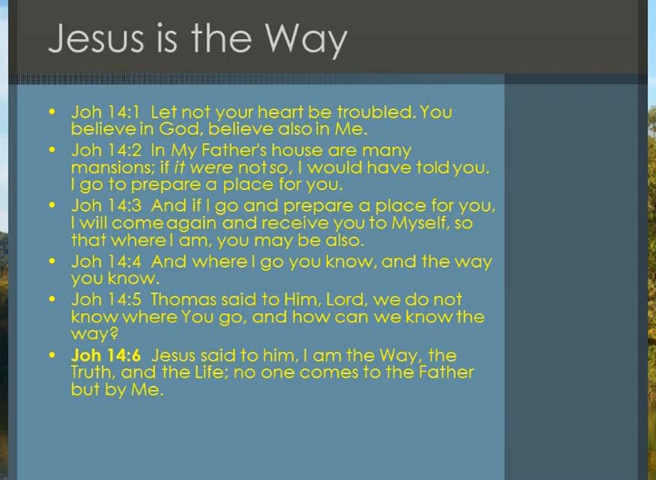 Jesus is the Way
• Joh 14:1 Let not your heart be troubled. You
believe in God, believe also in Me.
• Joh 14:2 In My Father's house are many
mansions; if it were not so, I would have told you.
I go to prepare a place for you.
• Joh 14:3 And if I go and prepare a place for you,
I will come again and receive you to Myself, so
that where I am, you may be also.
• Joh 14:4 And where I go you know, and the way
you know.
• Joh 14:5 Thomas said to Him, Lord, we do not
know where You go, and how can we know the
way?
• Joh 14:6 Jesus said to him, I am the Way, the
Truth, and the Life; no one comes to the Father
but by Me.